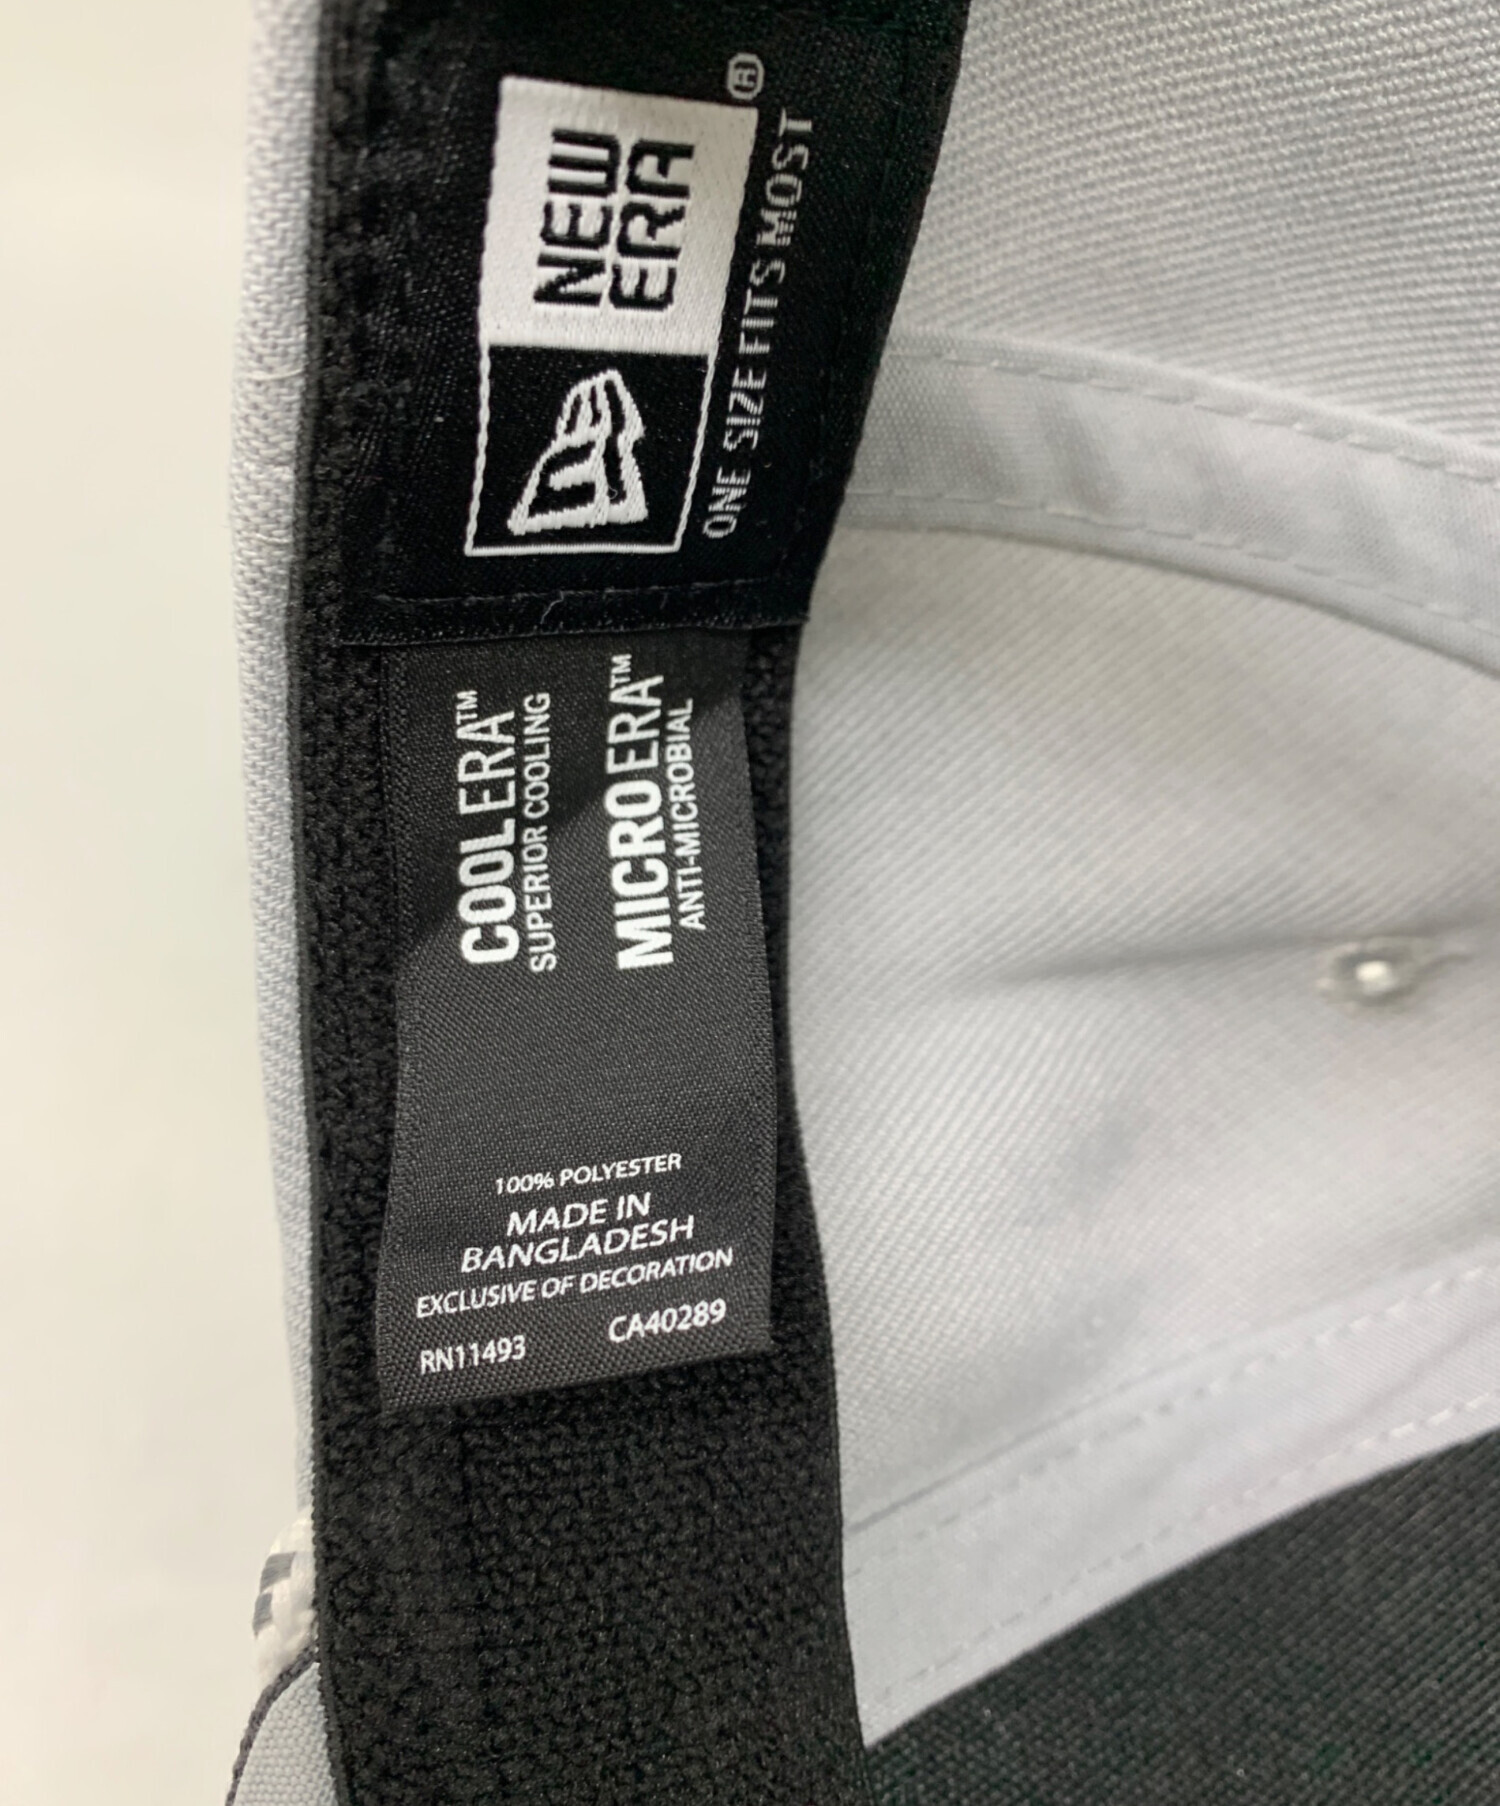 NEW
ERA
®
ONE SIZE FITS MOST
COOL ERA™
SUPERIOR COOLING
MICRO ERA™
ANTI-MICROBIAL
100% POLYESTER
MADE IN
BANGLADESH
EXCLUSIVE OF DECORATION
RN11493 CA40289